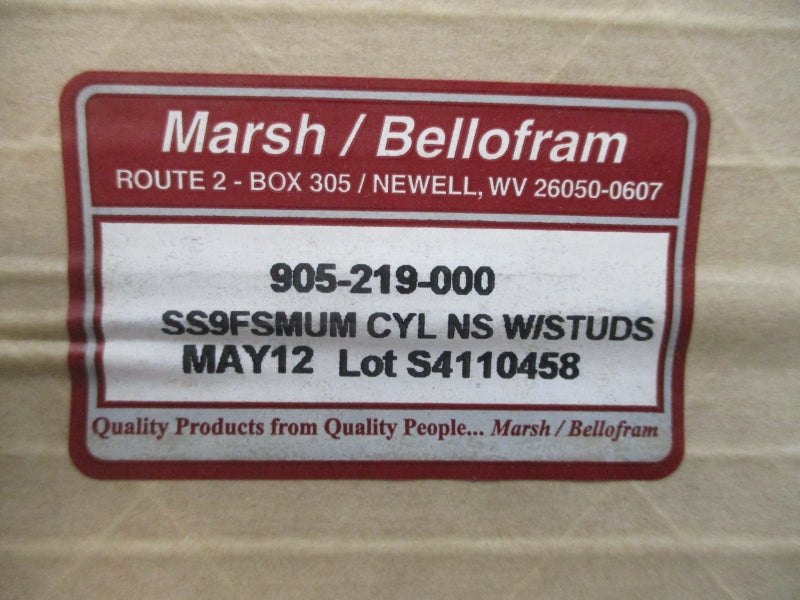 Marsh / Bellofram
ROUTE 2 - BOX 305 / NEWELL, WV 26050-0607
905-219-000
SS9FSMUM CYL NS W/STUDS
MAY12 Lot S4110458
Quality Products from Quality People... Marsh / Bellofram